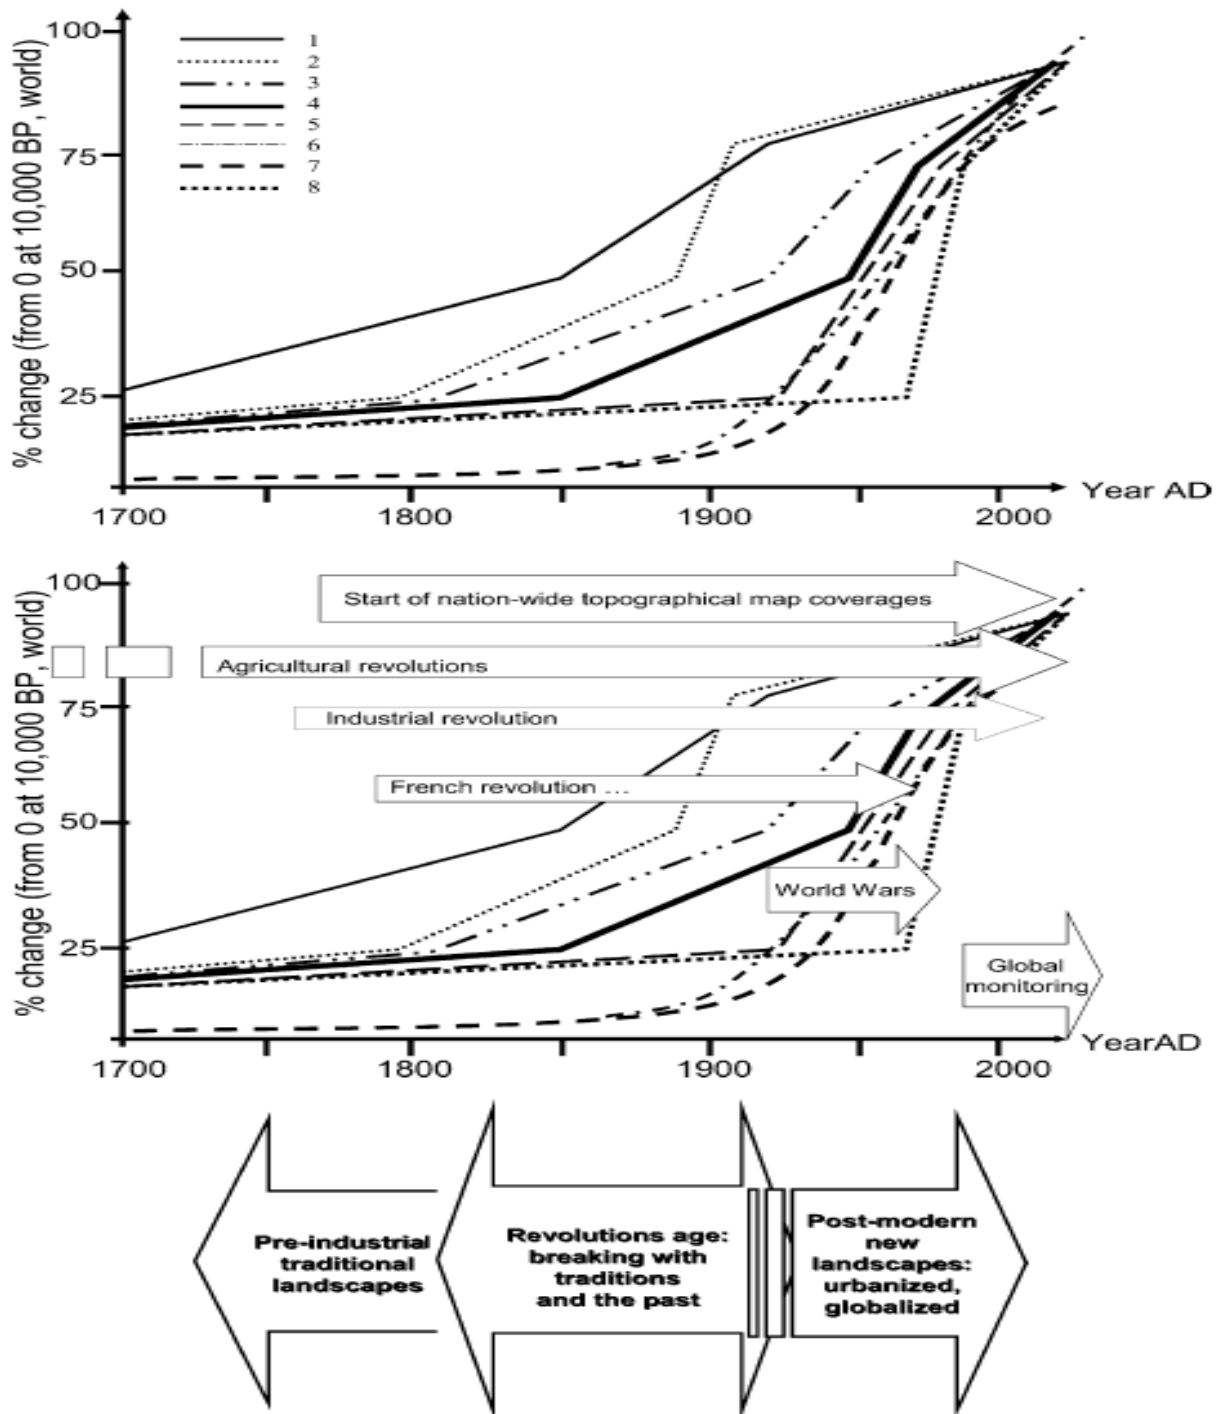 % change (from 0 at 10,000 BP, world)
100
75
50
25
1
2
3
4
5
6
7
8
1700
1800
1900
2000
Year AD
% change (from 0 at 10,000 BP, world)
100
75
50
25
Start of nation-wide topographical map coverages
Agricultural revolutions
Industrial revolution
French revolution ...
World Wars
Global
monitoring
1700
1800
1900
2000
YearAD
Pre-industrial
traditional
landscapes
Revolutions age:
breaking with
traditions
and the past
Post-modern
new
landscapes:
urbanized,
globalized